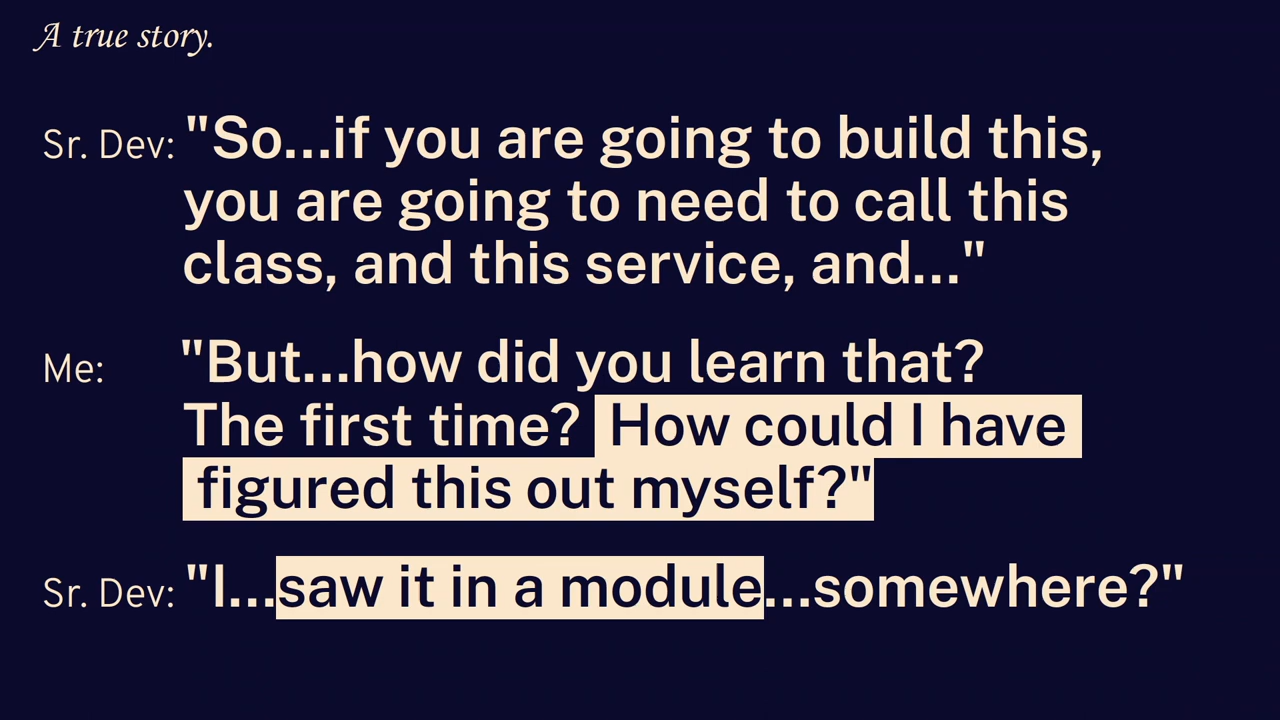 A true story.
Sr. Dev: "So...if you are going to build this,
you are going to need to call this
class, and this service, and..."
Me: "But...how did you learn that?
The first time? How could I have
figured this out myself?"
Sr. Dev: "I...saw it in a module...somewhere?"